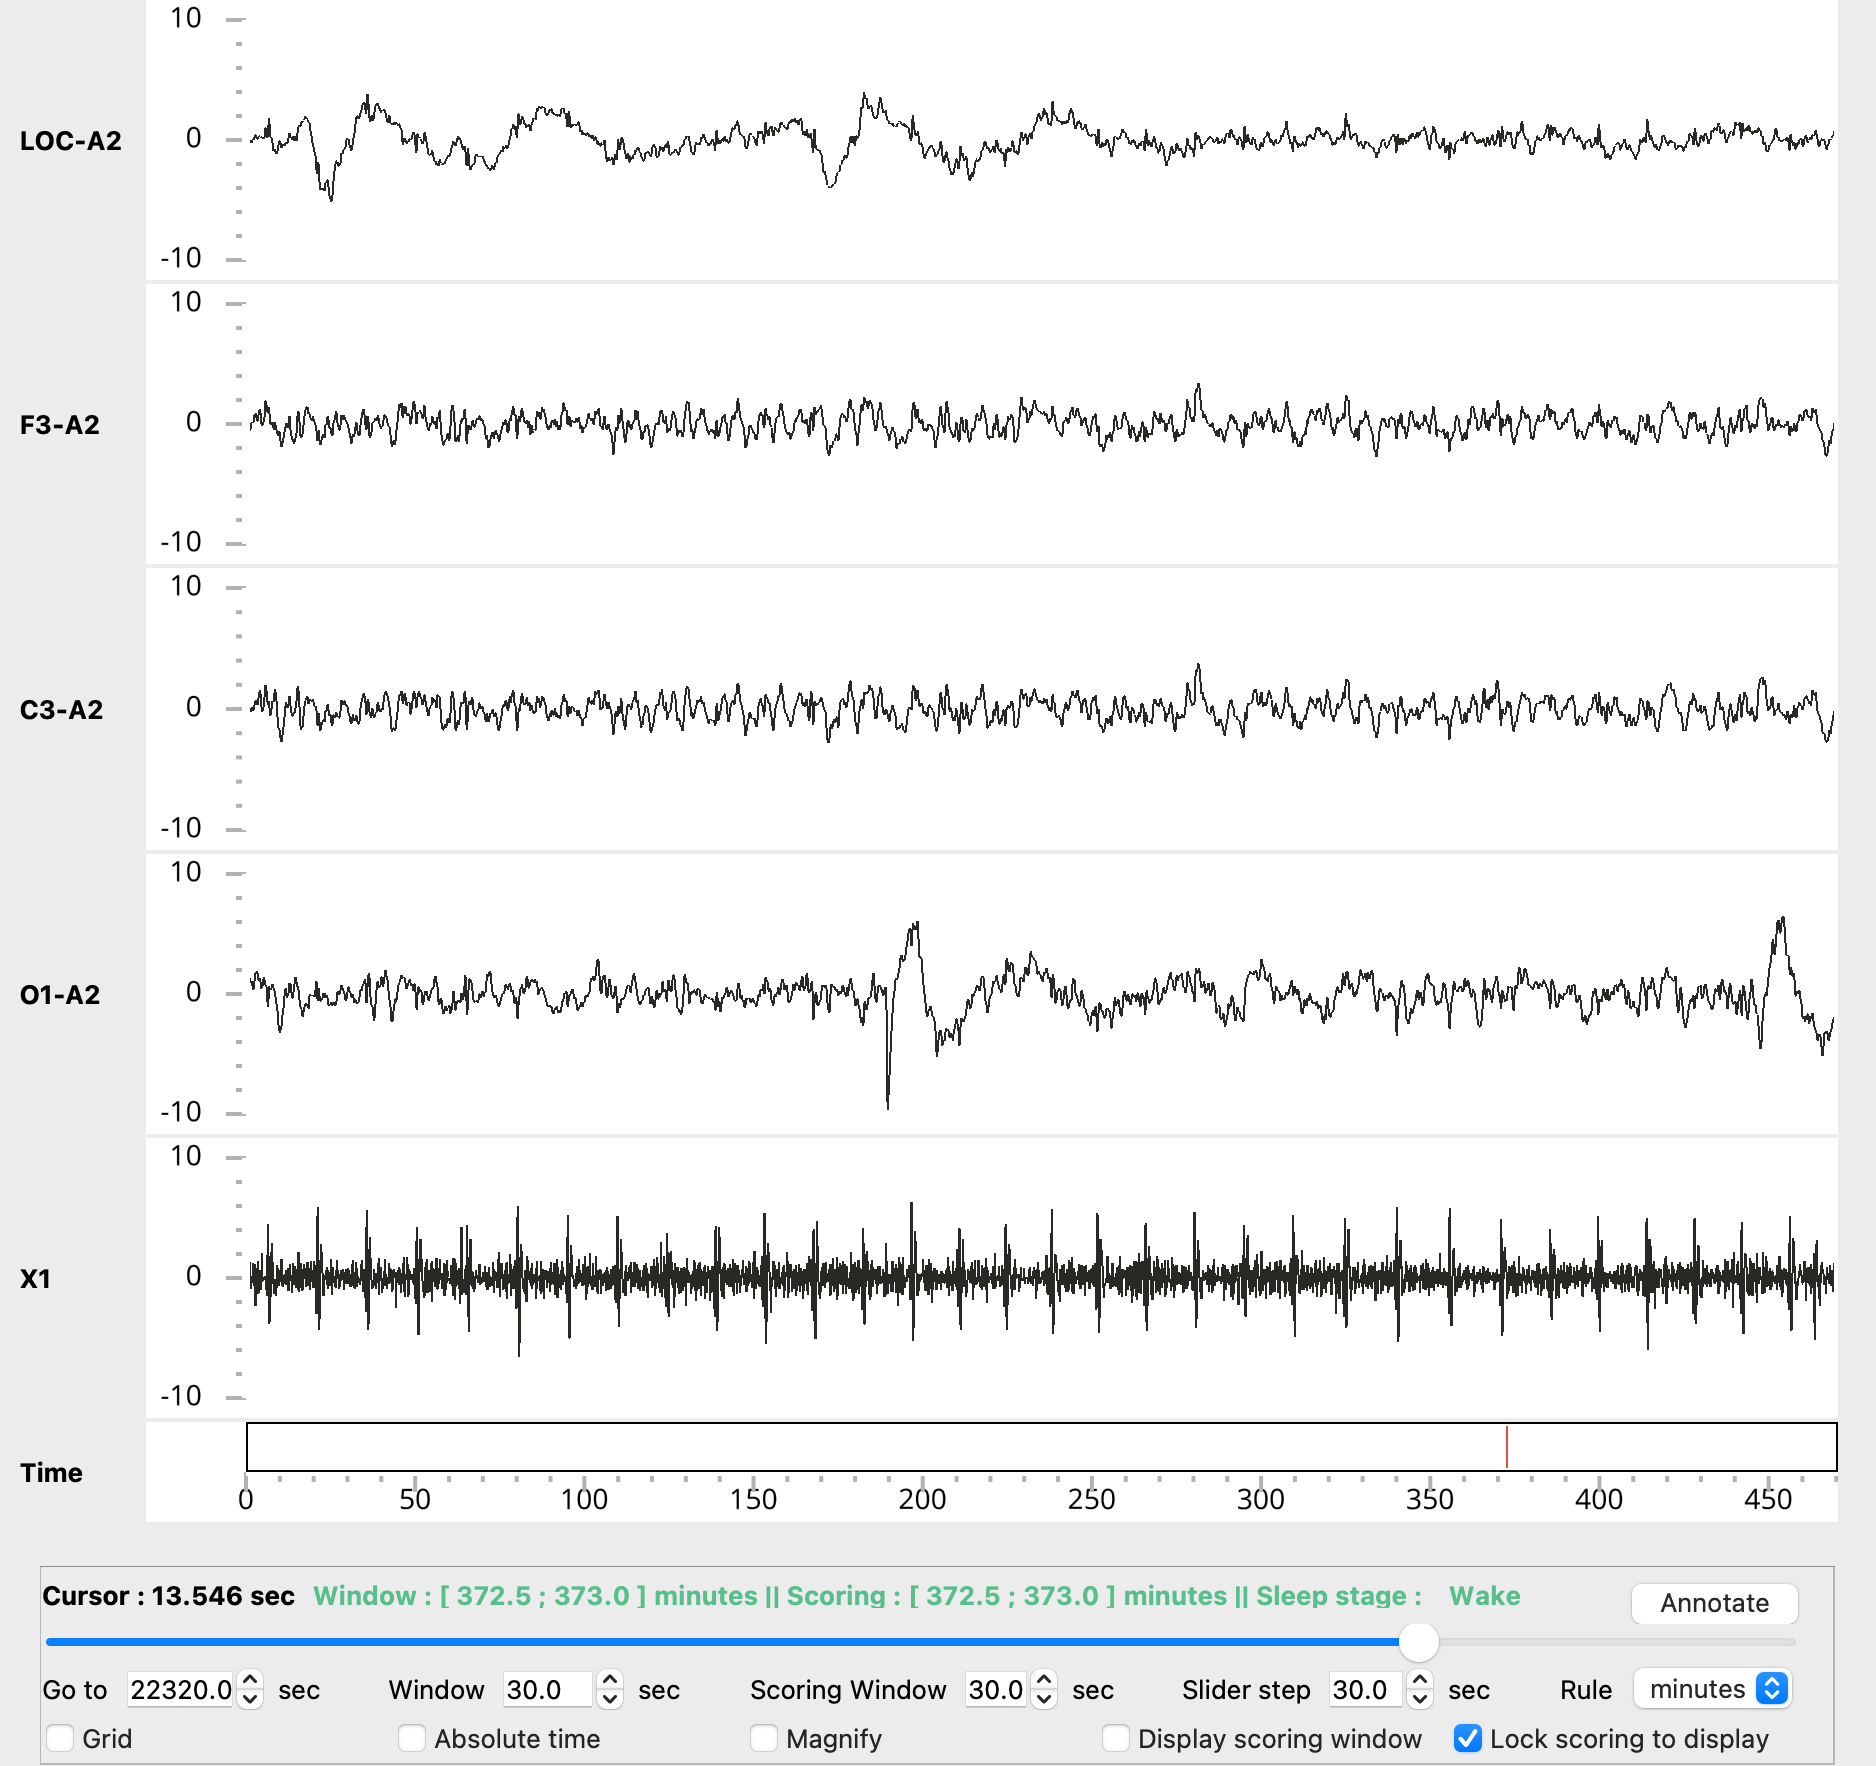 10
LOC-A2 0
-10
10
F3-A2 0
-10
10
C3-A2 0
-10
10
O1-A2 0
-10
10
X1 0
-10
Time
0 50 100 150 200 250 300 350 400 450
Cursor : 13.546 sec Window : [ 372.5 ; 373.0 ] minutes || Scoring : [ 372.5 ; 373.0 ] minutes || Sleep stage : Wake Annotate
Go to 22320.0 sec Window 30.0 sec Scoring Window 30.0 sec Slider step 30.0 sec Rule minutes
Grid Absolute time Magnify Display scoring window Lock scoring to display